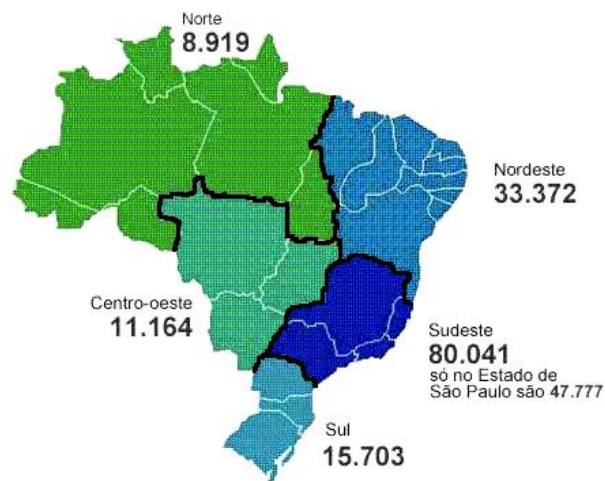 Norte
8.919
Nordeste
33.372
Centro-oeste
11.164
Sudeste
80.041
só no Estado de
São Paulo são 47.777
Sul
15.703